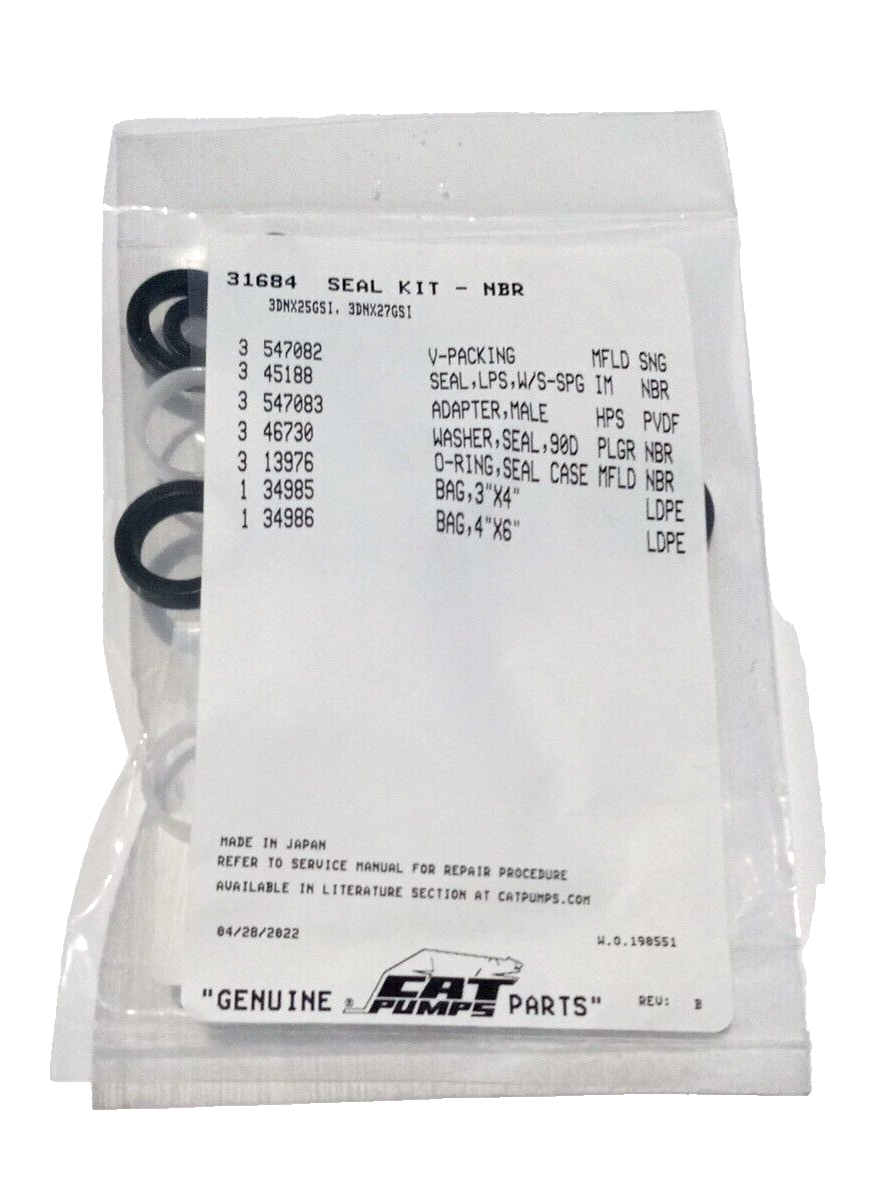 31684 SEAL KIT - NBR
3DNX25GSI, 3DNX27GSI
3 547082 V-PACKING MFLD SNG
3 45188 SEAL,LPS,W/S-SPG IM NBR
3 547083 ADAPTER,MALE HPS PVDF
3 46730 WASHER,SEAL,90D PLGR NBR
3 13976 O-RING,SEAL CASE MFLD NBR
1 34985 BAG,3"X4" LDPE
1 34986 BAG,4"X6" LDPE
MADE IN JAPAN
REFER TO SERVICE MANUAL FOR REPAIR PROCEDURE
AVAILABLE IN LITERATURE SECTION AT CATPUMPS.COM
04/28/2022 W.O.190551
"GENUINE ® CAT PUMPS PARTS" REV: B